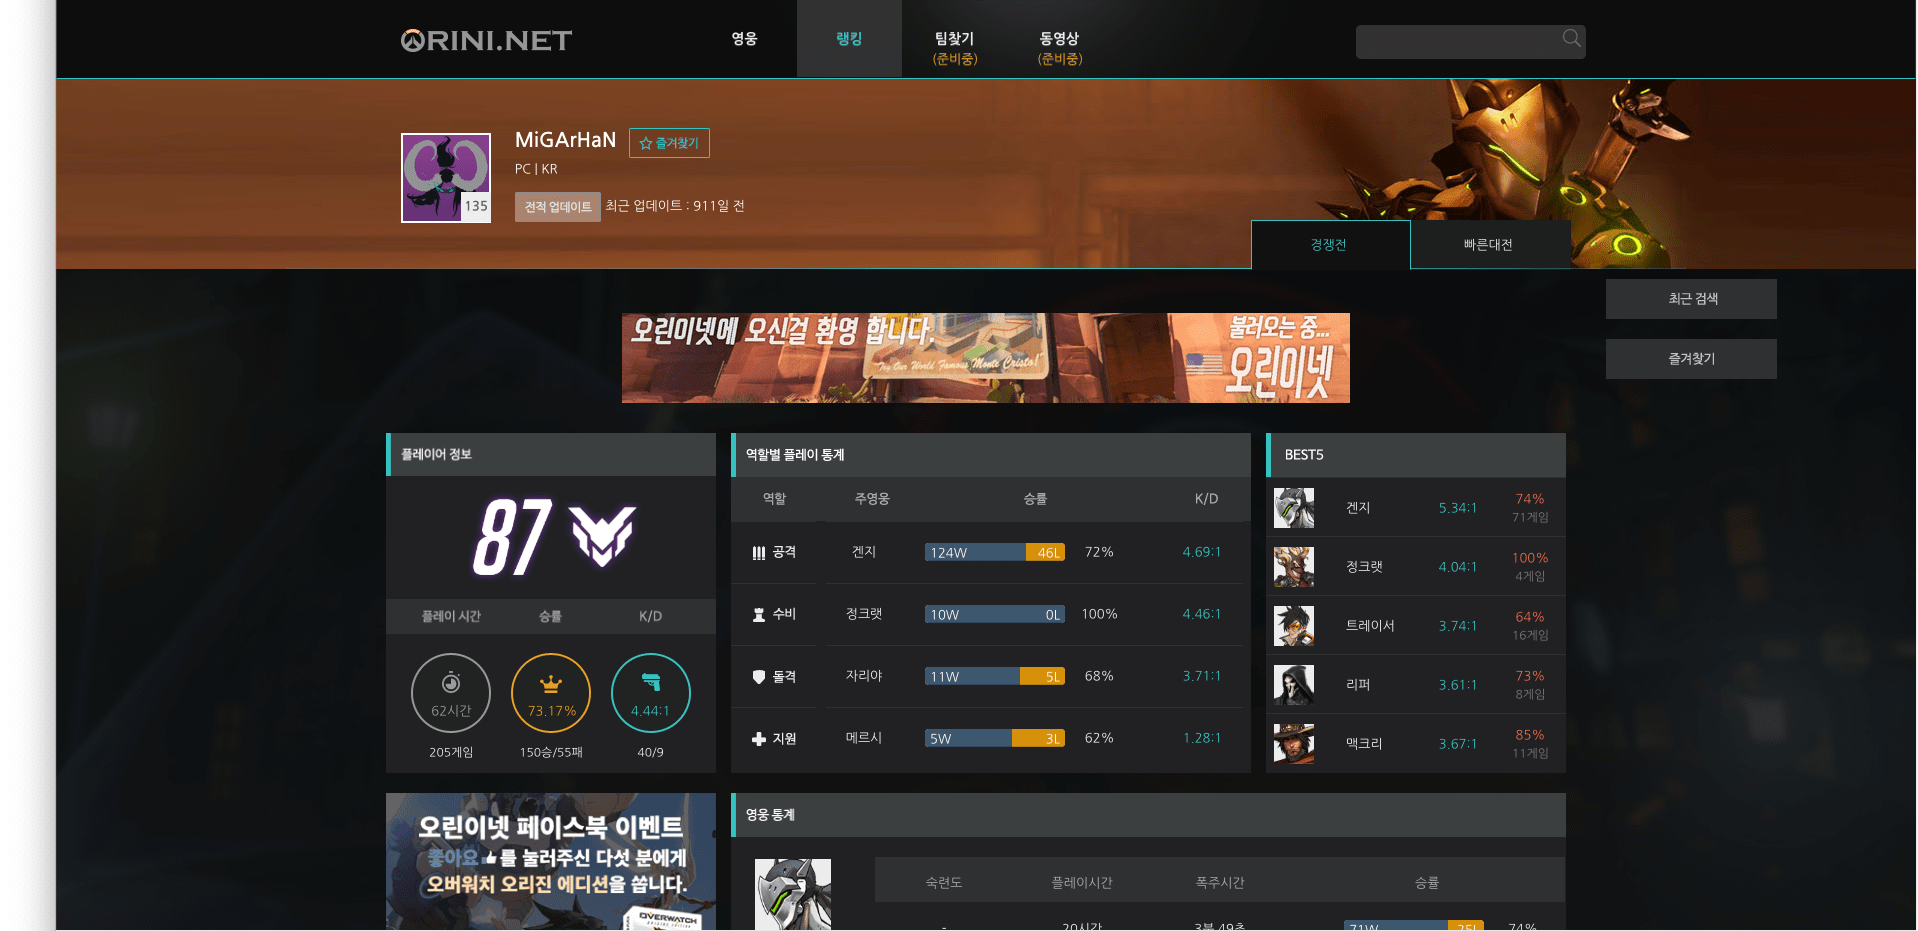 ORINI.NET
영웅
랭킹
팀찾기
(준비중)
동영상
(준비중)
MiGArHaN
즐겨찾기
PC | KR
135
전적 업데이트
최근 업데이트 : 911일 전
경쟁전
빠른대전
최근 검색
즐겨찾기
오린이넷에 오신걸 환영 합니다.
불러오는 중...
오린이넷
Try Our World Famous Monte Cristo!"
플레이어 정보
87
플레이 시간 승률 K/D
62시간 73.17% 4.44:1
205게임 150승/55패 40/9
역할별 플레이 통계
역할 주영웅 승률 K/D
공격 겐지 124W 46L 72% 4.69:1
수비 정크랫 10W 0L 100% 4.46:1
돌격 자리야 11W 5L 68% 3.71:1
지원 메르시 5W 3L 62% 1.28:1
BEST5
겐지 5.34:1 74%
71게임
정크랫 4.04:1 100%
4게임
트레이서 3.74:1 64%
16게임
리퍼 3.61:1 73%
8게임
맥크리 3.67:1 85%
11게임
오린이넷 페이스북 이벤트
좋아요 를 눌러주신 다섯 분에게
오버워치 오리진 에디션을 쏩니다.
OVERWATCH
영웅 통계
숙련도 플레이시간 폭주시간 승률
- 20시간 3분 49초 71W 25L 74%